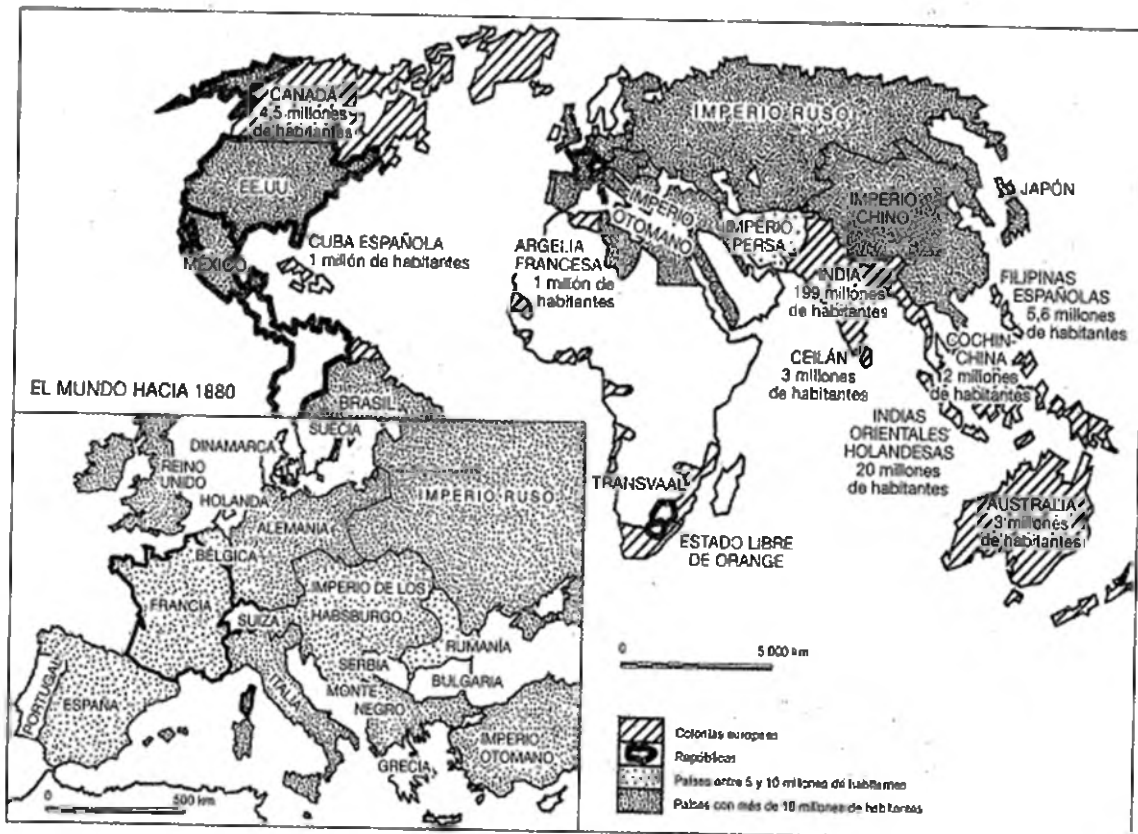 CANADÁ
4,5 millones
de habitantes
EE.UU.
MÉXICO
CUBA ESPAÑOLA
1 millón de habitantes
BRASIL
EL MUNDO HACIA 1880
IMPERIO RUSO
IMPERIO
OTOMANO
IMPERIO
PERSA
IMPERIO
CHINO
JAPÓN
ARGELIA
FRANCESA
1 millón de
habitantes
INDIA
199 millones
de habitantes
FILIPINAS
ESPAÑOLAS
5,6 millones
de habitantes
CEILÁN
3 millones
de habitantes
COCHIN-
CHINA
2 millones
de habitantes
INDIAS
ORIENTALES
HOLANDESAS
20 millones
de habitantes
TRANSVAAL
ESTADO LIBRE
DE ORANGE
AUSTRALIA
3 millones
de habitantes
0 5.000 km
SUECIA
DINAMARCA
REINO
UNIDO
HOLANDA
IMPERIO RUSO
ALEMANIA
BÉLGICA
FRANCIA
SUIZA
IMPERIO DE LOS
HABSBURGO
RUMANÍA
SERBIA
BULGARIA
MONTE
NEGRO
ITALIA
PORTUGAL
ESPAÑA
GRECIA
IMPERIO
OTOMANO
0 500 km
Colonias europeas
Repúblicas
Países entre 5 y 10 millones de habitantes
Países con más de 10 millones de habitantes